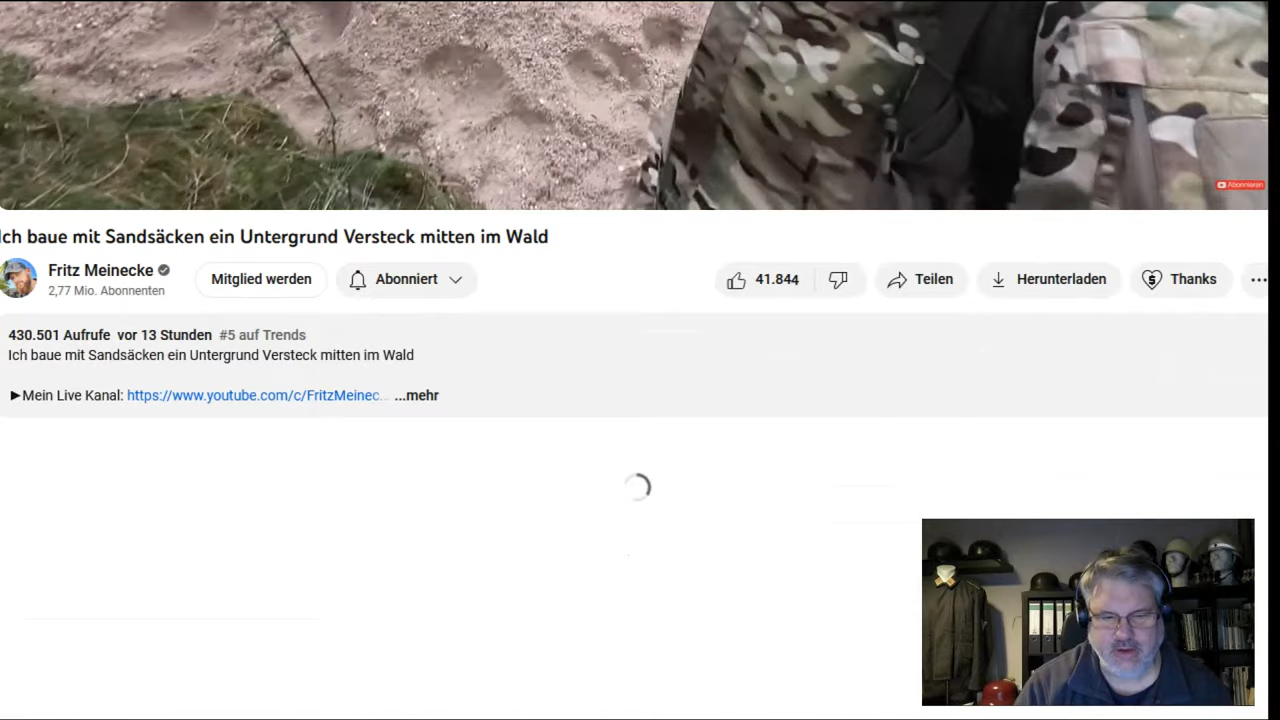 Abonnieren
Ich baue mit Sandsäcken ein Untergrund Versteck mitten im Wald
Fritz Meinecke
2,77 Mio. Abonnenten
Mitglied werden
Abonniert
41.844
Teilen
Herunterladen
Thanks
430.501 Aufrufe vor 13 Stunden #5 auf Trends
Ich baue mit Sandsäcken ein Untergrund Versteck mitten im Wald
►Mein Live Kanal: https://www.youtube.com/c/FritzMeinec... ...mehr